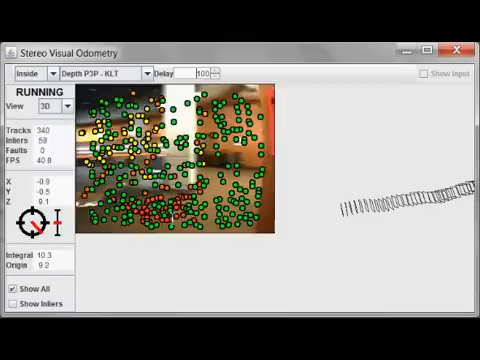 Stereo Visual Odometry
Inside Depth P3P - KLT Delay 100 Show Input
RUNNING
View 3D
Tracks 340
Inliers 58
Faults 0
FPS 40.8
X -0.9
Y -0.5
Z 9.1
Integral 10.3
Origin 9.2
Show All
Show Inliers